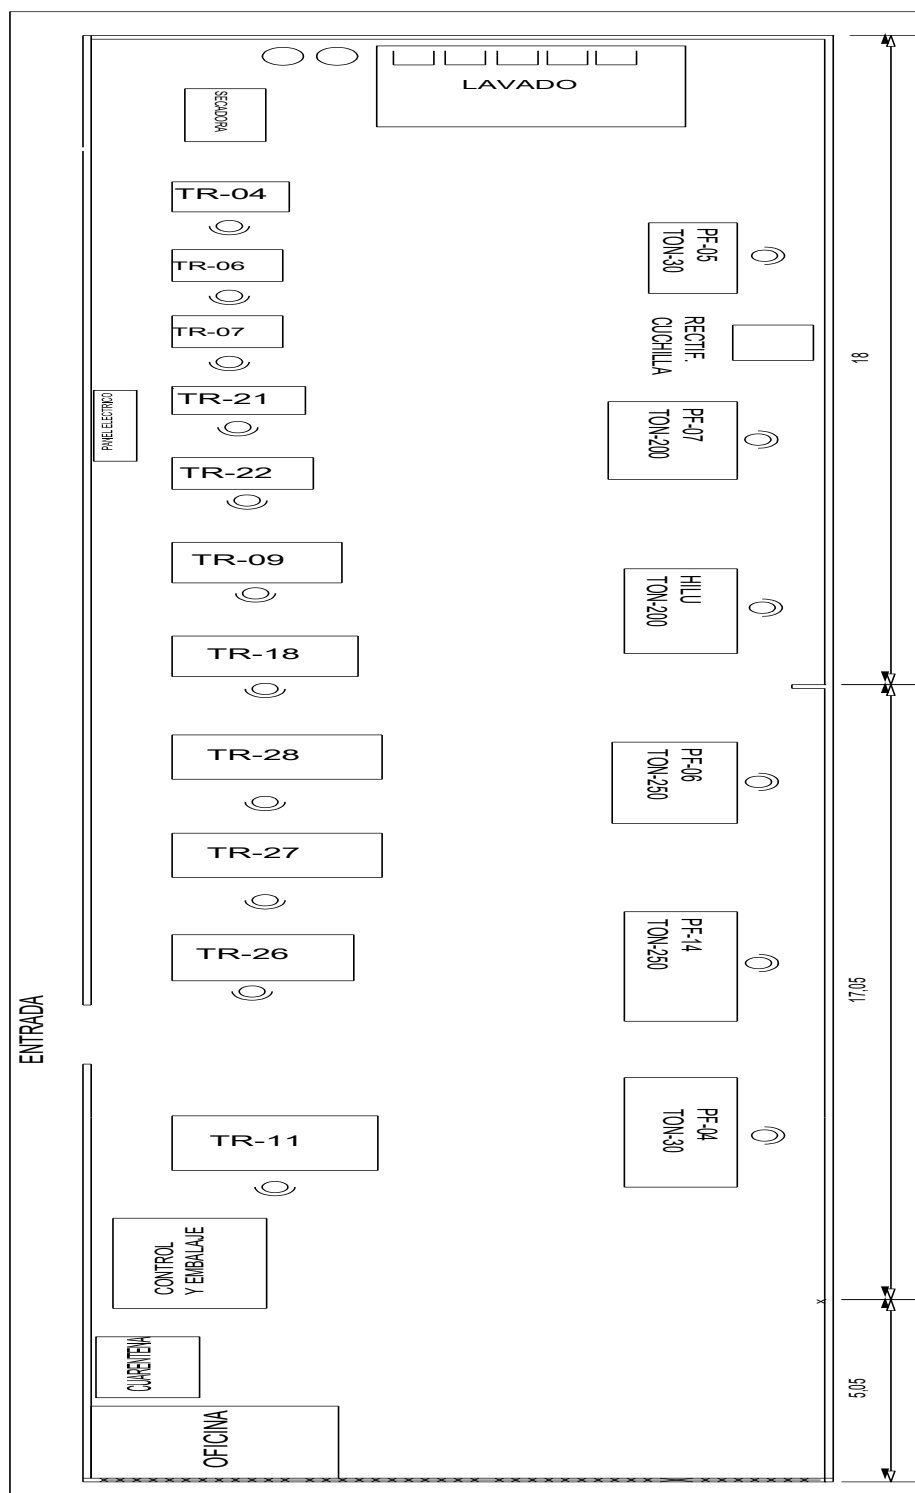 LAVADO
SECADORA
TR-04
TR-06
TR-07
TR-21
TR-22
TR-09
TR-18
TR-28
TR-27
TR-26
TR-11
PANEL ELECTRICO
ENTRADA
CONTROL
Y EMBALAJE
CUARENTENA
OFICINA
PF-05
TON-30
RECTIF.
CUCHILLA
PF-07
TON-200
HILU
TON-200
PF-06
TON-250
PF-14
TON-250
PF-04
TON-30
18
17,05
5,05